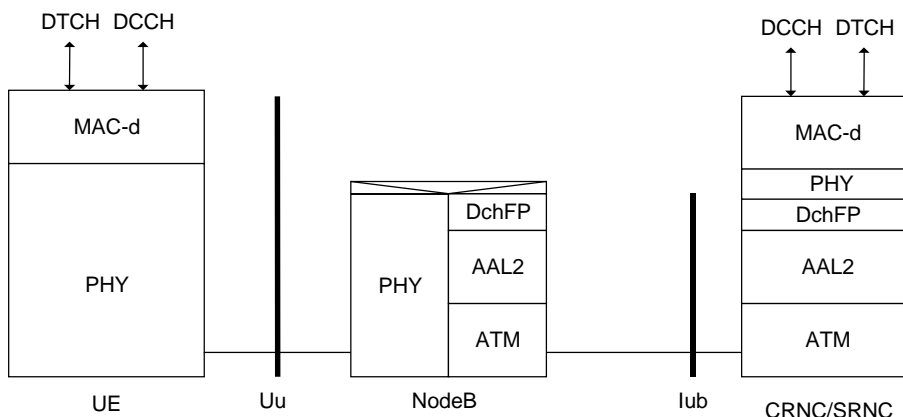 DTCH DCCH
DCCH DTCH
MAC-d
MAC-d
PHY
DchFP
DchFP
PHY
PHY
AAL2
AAL2
ATM
ATM
UE
Uu
NodeB
Iub
CRNC/SRNC